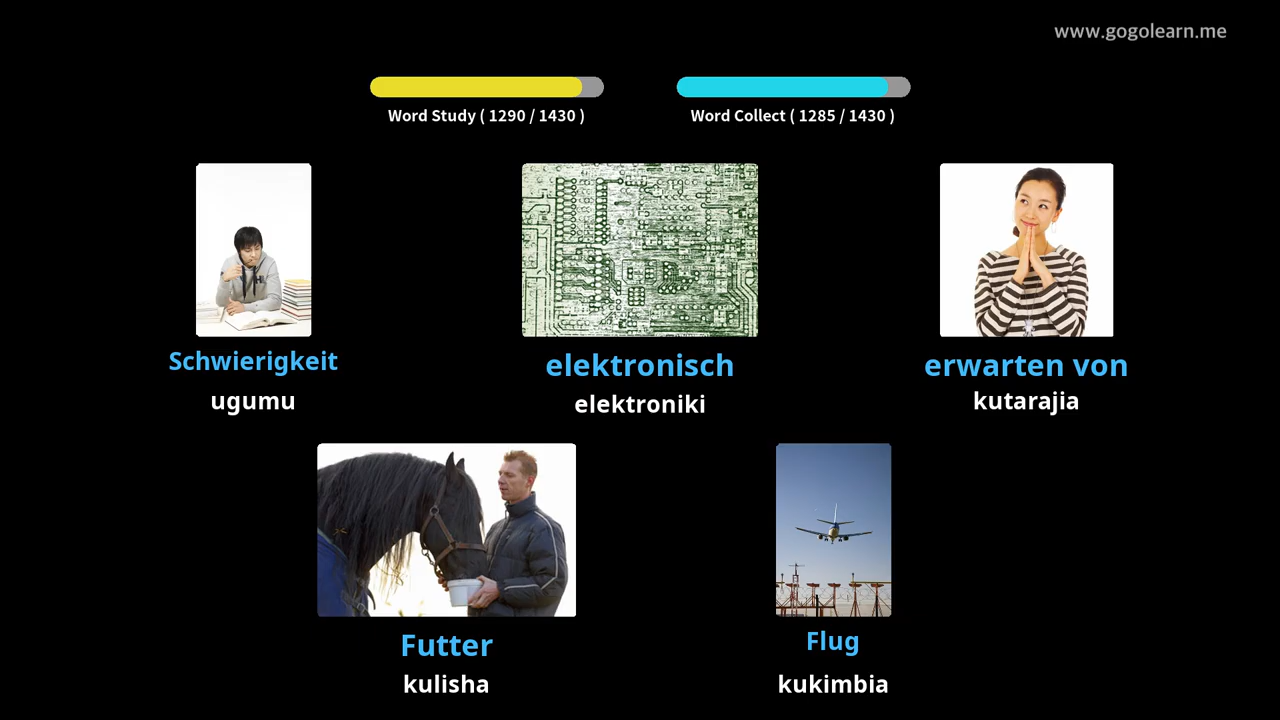 www.gogolearn.me
Word Study ( 1290 / 1430 )
Word Collect ( 1285 / 1430 )
Schwierigkeit
ugumu
elektronisch
elektroniki
erwarten von
kutarajia
Futter
kulisha
Flug
kukimbia